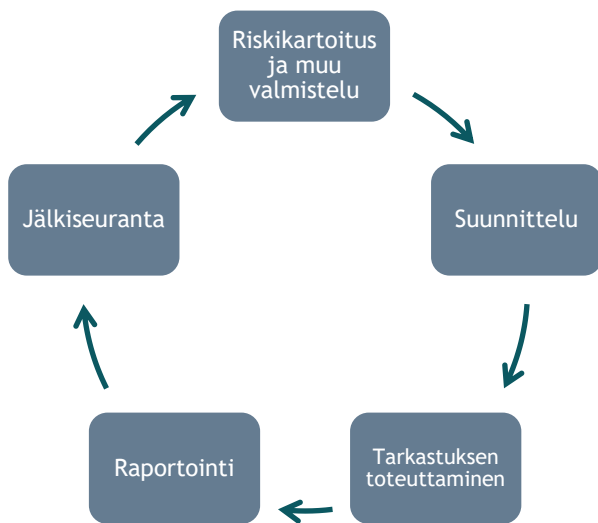 Riskikartoitus
ja muu
valmistelu
Suunnittelu
Tarkastuksen
toteuttaminen
Raportointi
Jälkiseuranta